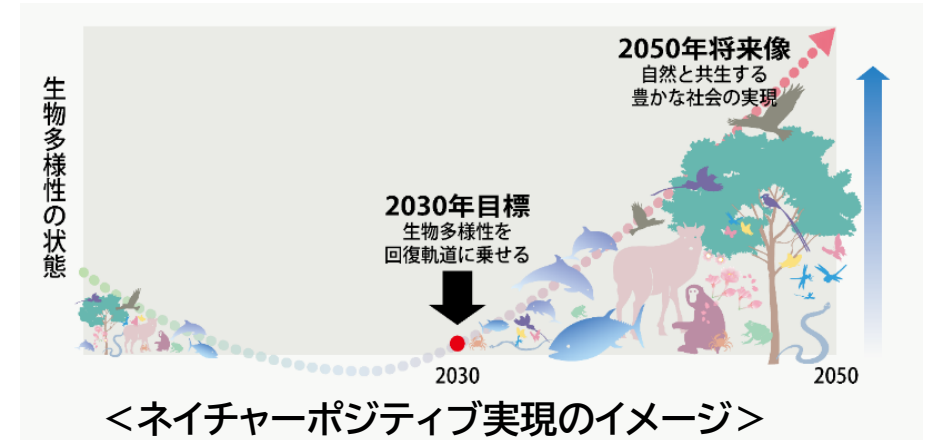 生物多様性の状態
2050年将来像
自然と共生する
豊かな社会の実現
2030年目標
生物多様性を
回復軌道に乗せる
2030
2050
＜ネイチャーポジティブ実現のイメージ＞